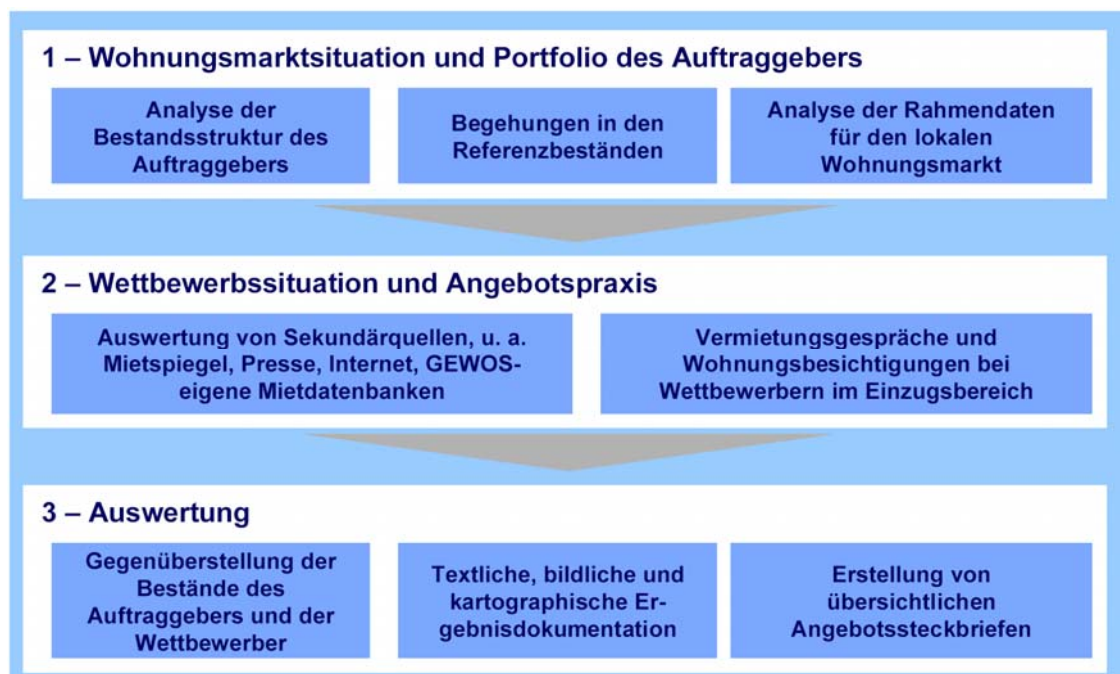 1 – Wohnungsmarktsituation und Portfolio des Auftraggebers
Analyse der
Bestandsstruktur des
Auftraggebers
Begehungen in den
Referenzbeständen
Analyse der Rahmendaten
für den lokalen
Wohnungsmarkt
2 – Wettbewerbssituation und Angebotspraxis
Auswertung von Sekundärquellen, u. a.
Mietspiegel, Presse, Internet, GEWOS-
eigene Mietdatenbanken
Vermietungsgespräche und
Wohnungsbesichtigungen bei
Wettbewerbern im Einzugsbereich
3 – Auswertung
Gegenüberstellung der
Bestände des
Auftraggebers und der
Wettbewerber
Textliche, bildliche und
kartographische Er-
gebnisdokumentation
Erstellung von
übersichtlichen
Angebotssteckbriefen